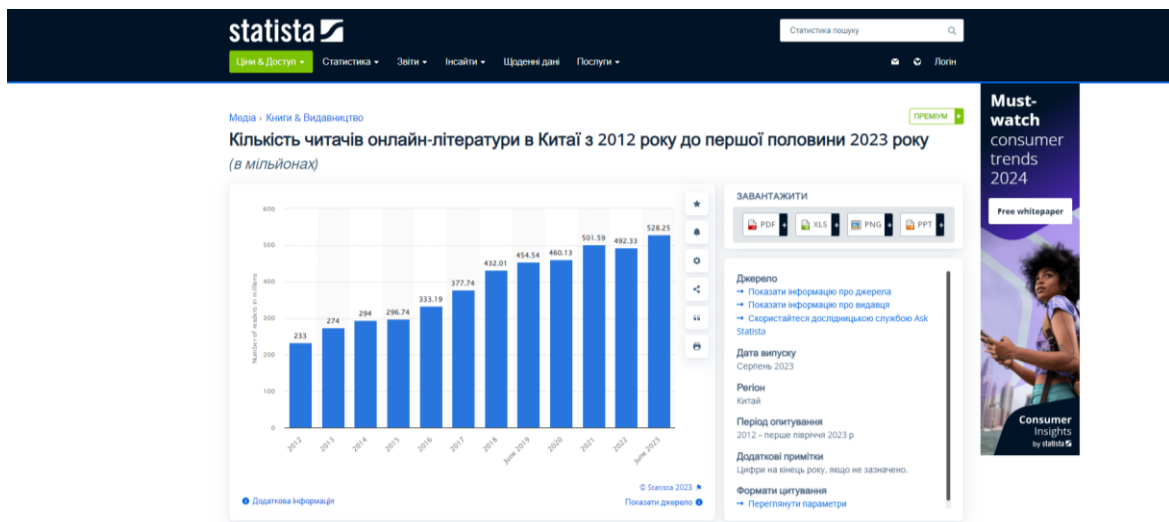 statista
Статистика пошуку
Ціни & Доступ
Статистика
Звіти
Інсайти
Щоденні дані
Послуги
Логін
Медіа › Книги & Видавництво
ПРЕМІУМ +
Кількість читачів онлайн-літератури в Китаї з 2012 року до першої половини 2023 року
(в мільйонах)
Number of readers in millions
600
500
400
300
200
100
0
233
274
294
296.74
333.19
377.74
432.01
454.54
460.13
501.59
492.33
528.25
2012
2013
2014
2015
2016
2017
2018
June 2019
2020
2021
2022
June 2023
© Statista 2023
Додаткова інформація
Показати джерело
ЗАВАНТАЖИТИ
PDF +
XLS +
PNG +
PPT +
Джерело
→ Показати інформацію про джерела
→ Показати інформацію про видавця
→ Скористайтеся дослідницькою службою Ask
Statista
Дата випуску
Серпень 2023
Регіон
Китай
Період опитування
2012 – перше півріччя 2023 р
Додаткові примітки
Цифри на кінець року, якщо не зазначено.
Формати цитування
→ Переглянути параметри
Must-
watch
consumer
trends
2024
Free whitepaper
Consumer
Insights
by statista